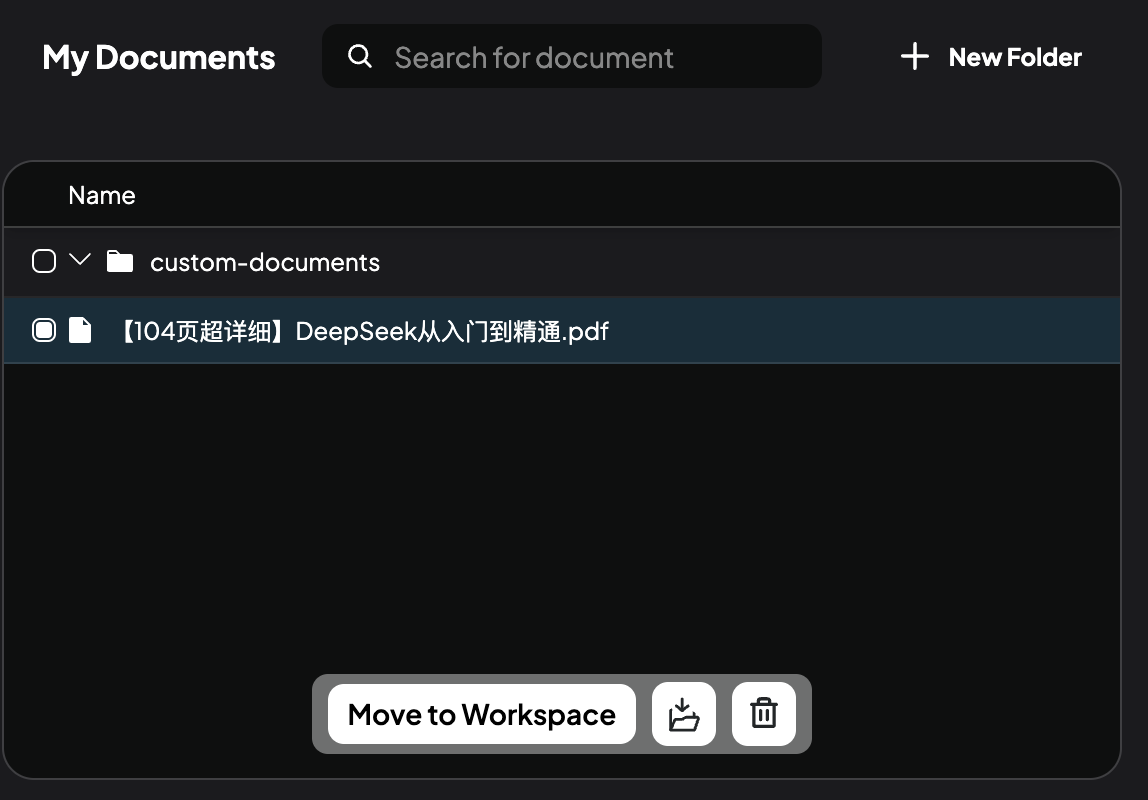 My Documents
Search for document
New Folder
Name
custom-documents
【104页超详细】DeepSeek从入门到精通.pdf
Move to Workspace